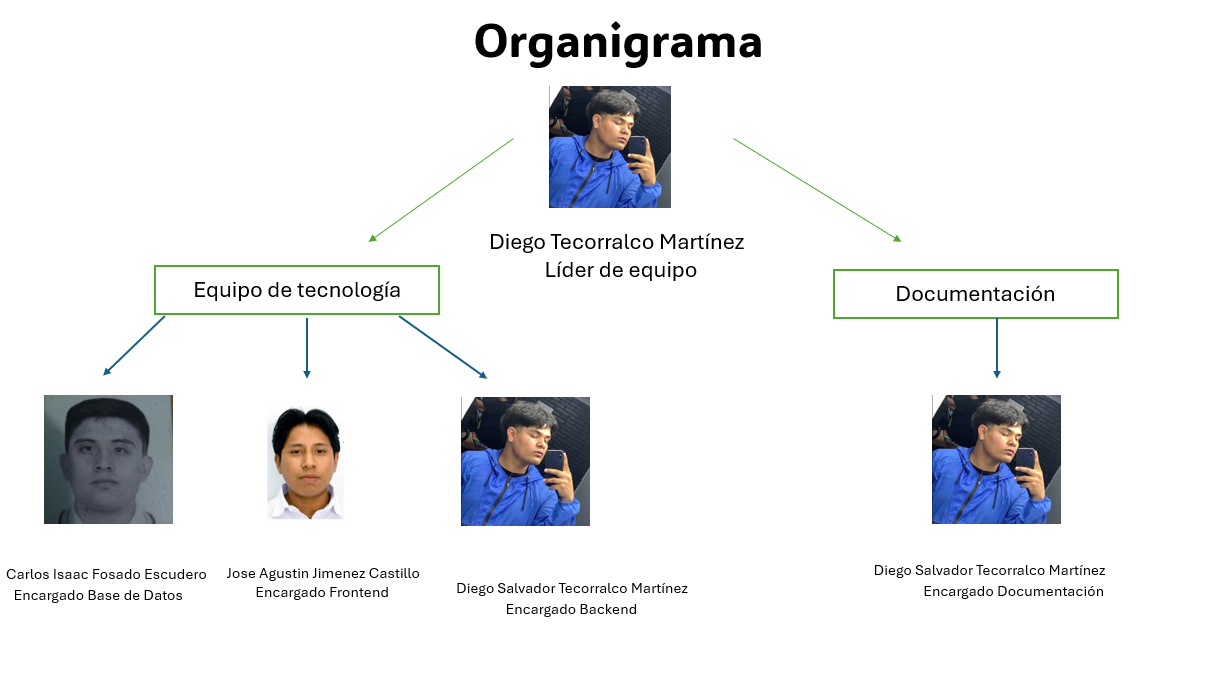 Organigrama
Diego Tecorralco Martínez
Líder de equipo
Equipo de tecnología
Documentación
Carlos Isaac Fosado Escudero
Encargado Base de Datos
Jose Agustin Jimenez Castillo
Encargado Frontend
Diego Salvador Tecorralco Martínez
Encargado Backend
Diego Salvador Tecorralco Martínez
Encargado Documentación